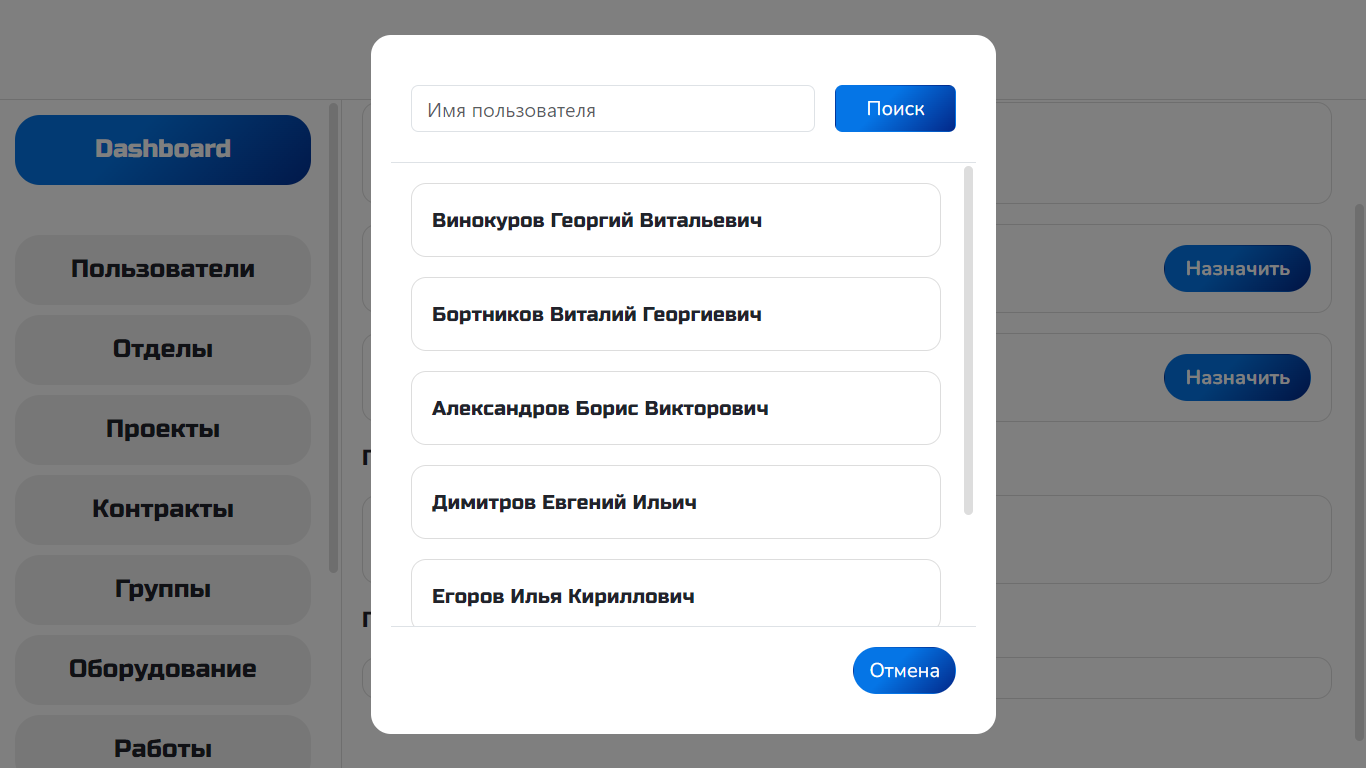 Имя пользователя
Поиск
Dashboard
Винокуров Георгий Витальевич
Пользователи
Назначить
Бортников Виталий Георгиевич
Отделы
Назначить
Александров Борис Викторович
Проекты
Димитров Евгений Ильич
Контракты
Егоров Илья Кириллович
Группы
Оборудование
Отмена
Работы